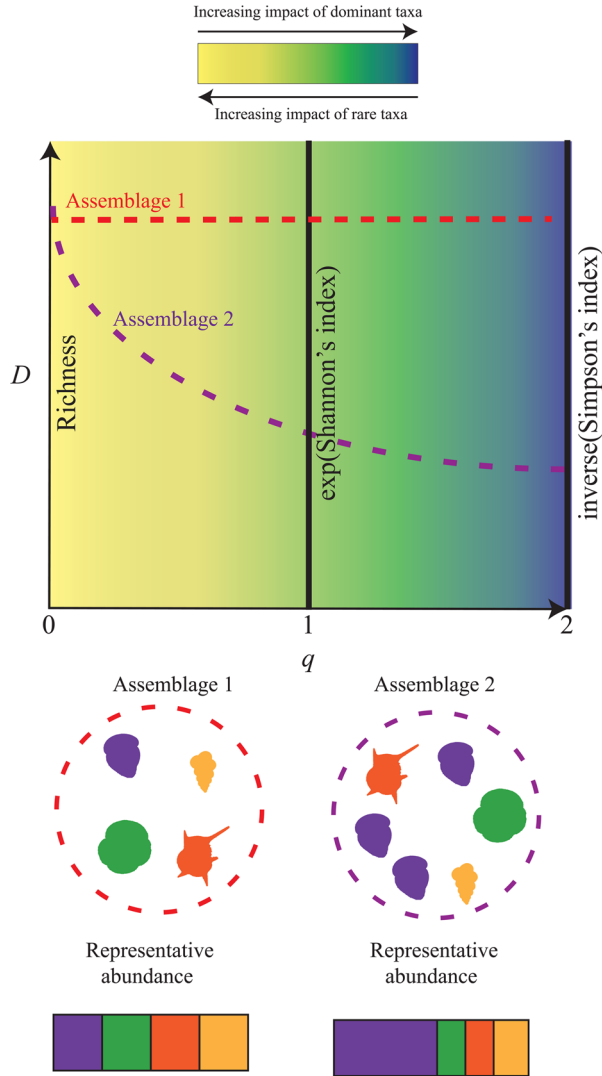 Increasing impact of dominant taxa
Increasing impact of rare taxa
Assemblage 1
Assemblage 2
D
Richness
exp(Shannon’s index)
inverse(Simpson’s index)
0
1
2
q
Assemblage 1
Assemblage 2
Representative
abundance
Representative
abundance